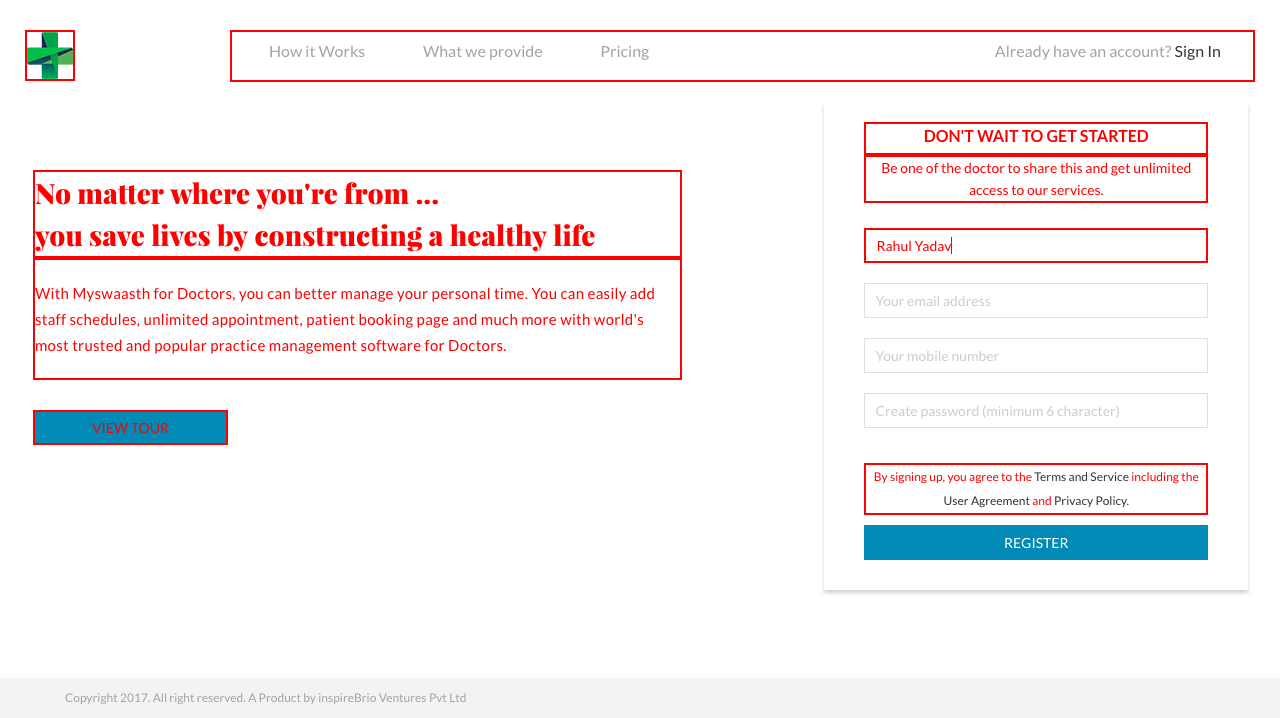 How it Works
What we provide
Pricing
Already have an account? Sign In
No matter where you're from ...
you save lives by constructing a healthy life
With Myswaasth for Doctors, you can better manage your personal time. You can easily add
staff schedules, unlimited appointment, patient booking page and much more with world's
most trusted and popular practice management software for Doctors.
VIEW TOUR
DON'T WAIT TO GET STARTED
Be one of the doctor to share this and get unlimited
access to our services.
Rahul Yadav
Your email address
Your mobile number
Create password (minimum 6 character)
By signing up, you agree to the Terms and Service including the
User Agreement and Privacy Policy.
REGISTER
Copyright 2017. All right reserved. A Product by inspireBrio Ventures Pvt Ltd